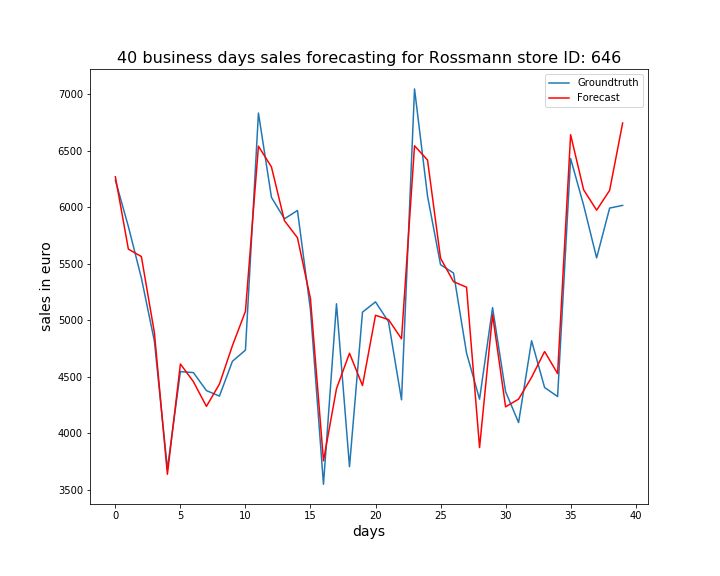 40 business days sales forecasting for Rossmann store ID: 646
Groundtruth
Forecast
7000
6500
6000
5500
5000
4500
4000
3500
sales in euro
0 5 10 15 20 25 30 35 40
days